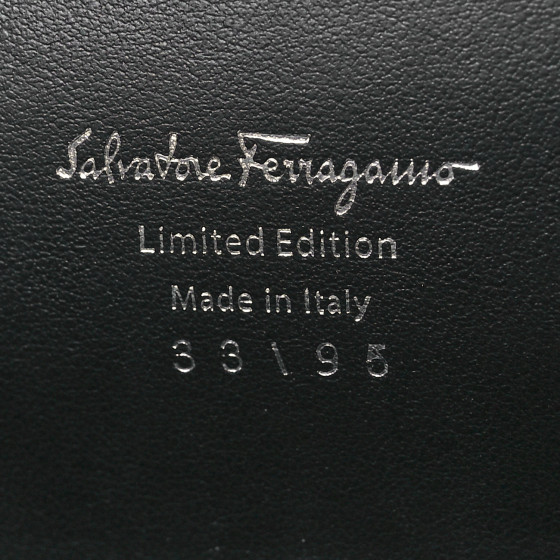 Salvatore Ferragamo
Limited Edition
Made in Italy
33\95